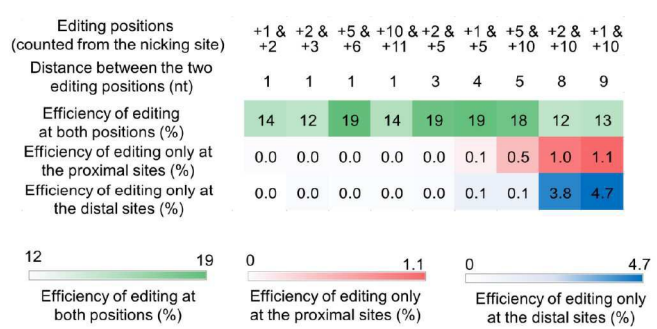 Editing positions
(counted from the nicking site)
+1 & +2 & +5 & +10 & +2 & +1 & +5 & +2 & +1 &
+2 +3 +6 +11 +5 +5 +10 +10 +10
Distance between the two
editing positions (nt)
1 1 1 1 3 4 5 8 9
Efficiency of editing
at both positions (%)
14 12 19 14 19 19 18 12 13
Efficiency of editing only at
the proximal sites (%)
0.0 0.0 0.0 0.0 0.0 0.1 0.5 1.0 1.1
Efficiency of editing only at
the distal sites (%)
0.0 0.0 0.0 0.0 0.0 0.1 0.1 3.8 4.7
12 19
Efficiency of editing at
both positions (%)
0 1.1
Efficiency of editing only
at the proximal sites (%)
0 4.7
Efficiency of editing only
at the distal sites (%)